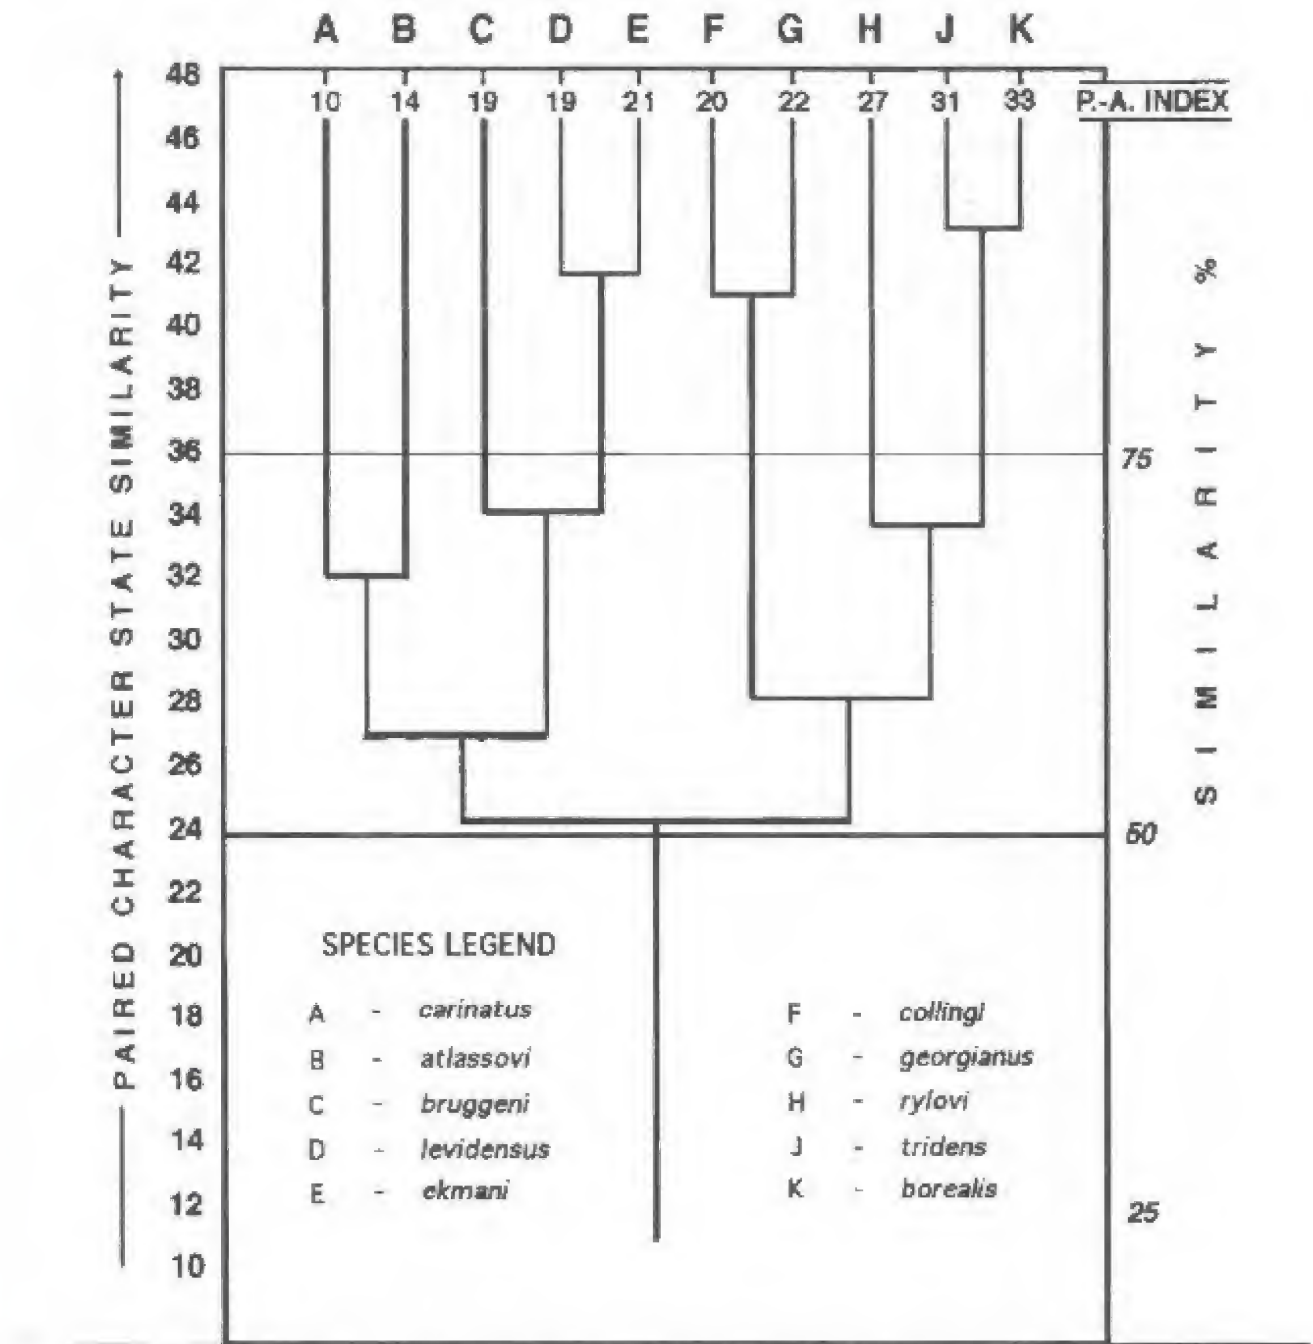 A B C D E F G H J K
48
10 14 19 19 21 20 22 27 31 33 P.-A. INDEX
46
44
42
40
38
36 75
34
32
30
28
26
24 50
22
20
18
16
14
12 25
10
PAIRED CHARACTER STATE SIMILARITY
SIMILARITY %
SPECIES LEGEND
A - carinatus
B - atlassovi
C - bruggeni
D - levidensus
E - ekmani
F - collingi
G - georgianus
H - rylovi
J - tridens
K - borealis